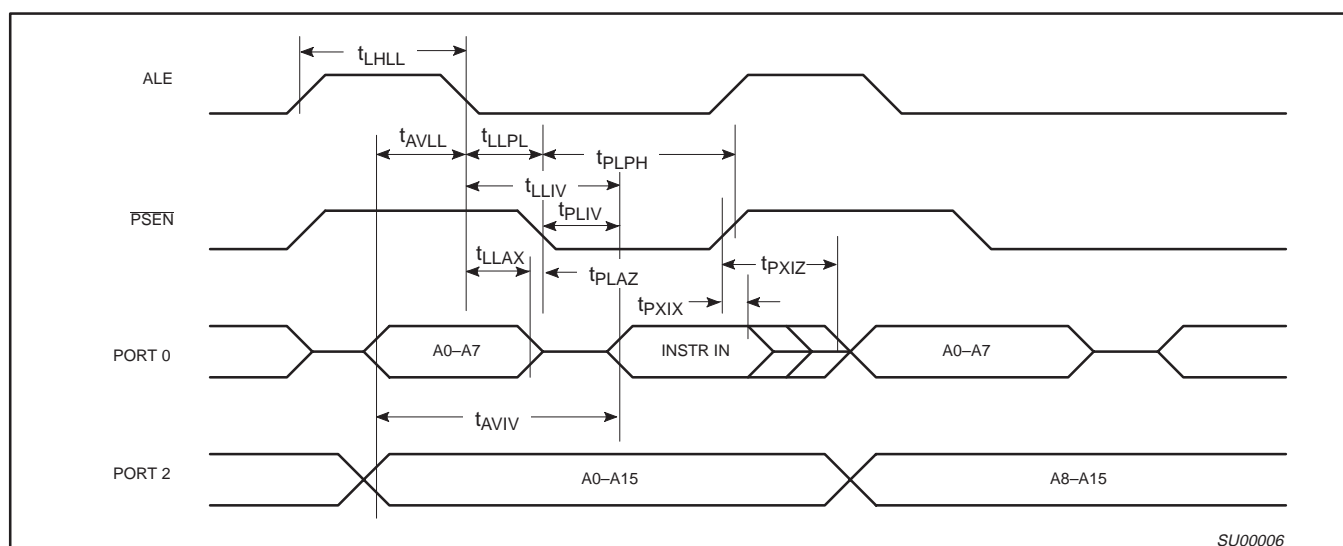 tLHLL
ALE
tAVLL
tLLPL
tPLPH
tLLIV
PSEN
tPLIV
tLLAX
tPLAZ
tPXIZ
tPXIX
PORT 0
A0–A7
INSTR IN
A0–A7
tAVIV
PORT 2
A0–A15
A8–A15
SU00006